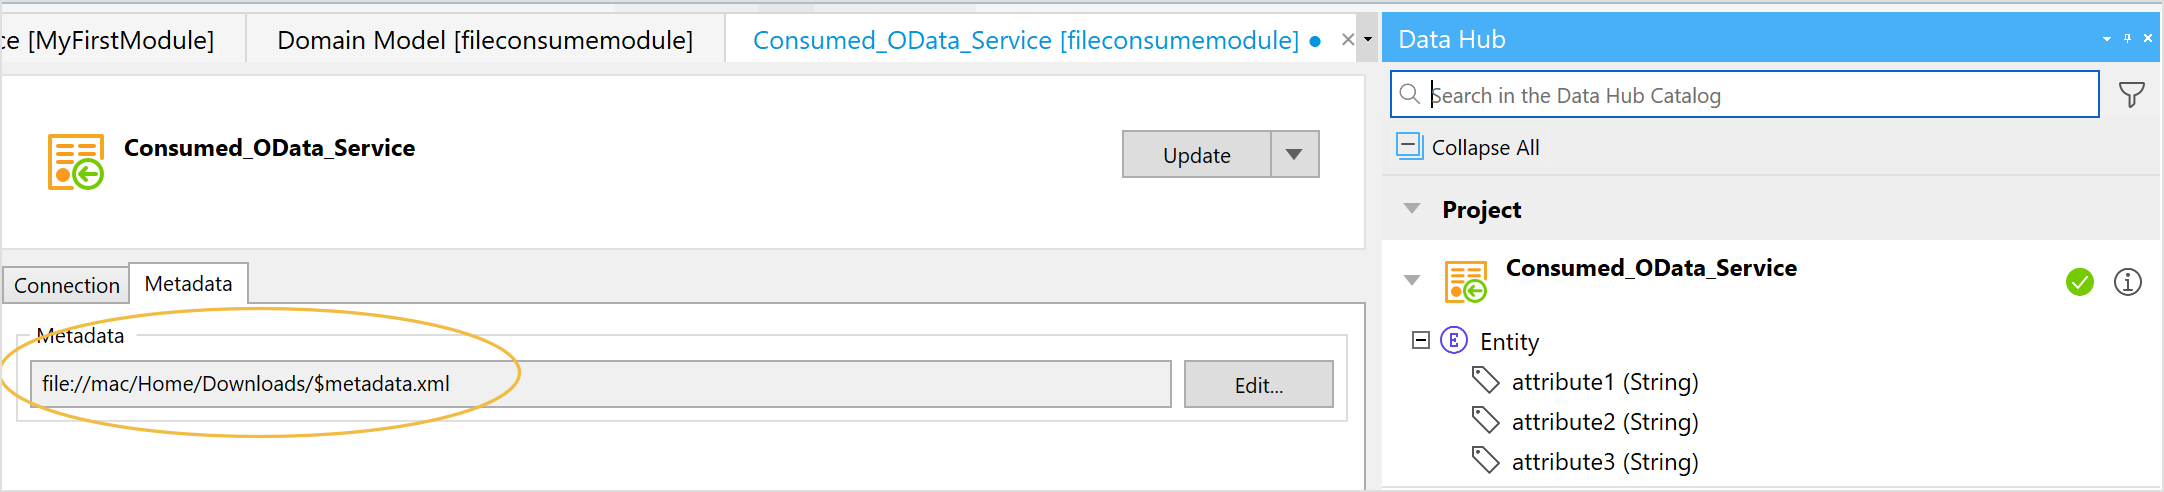 ce [MyFirstModule]
Domain Model [fileconsumemodule]
Consumed_OData_Service [fileconsumemodule]
Consumed_OData_Service
Update
Connection
Metadata
Metadata
file://mac/Home/Downloads/$metadata.xml
Edit...
Data Hub
Search in the Data Hub Catalog
Collapse All
Project
Consumed_OData_Service
E
Entity
attribute1 (String)
attribute2 (String)
attribute3 (String)